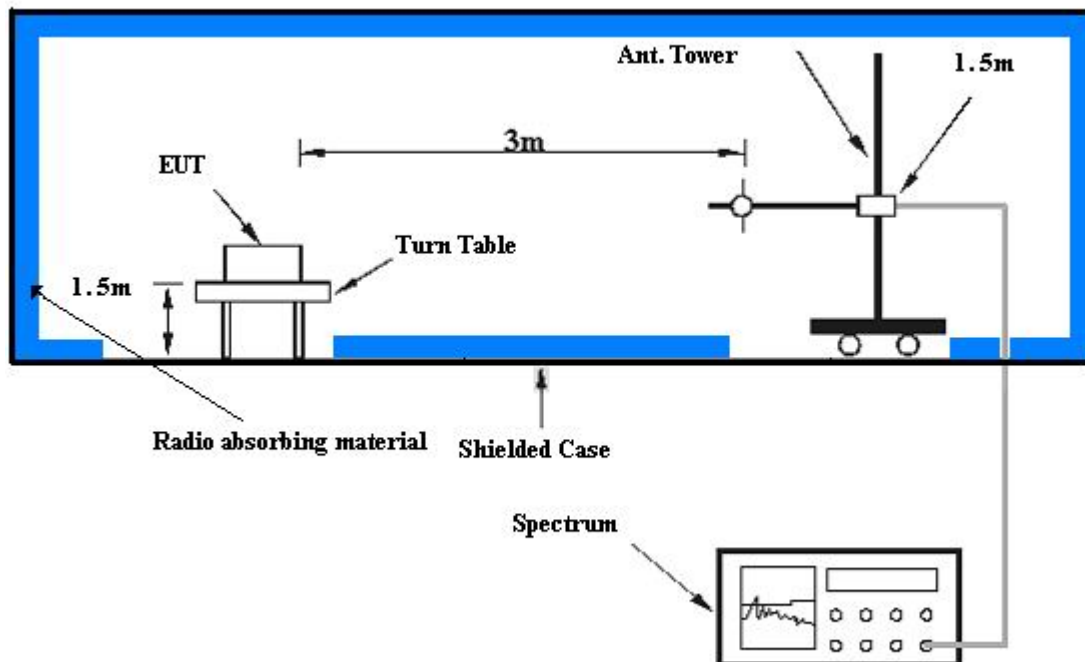 Ant. Tower
1.5m
3m
EUT
Turn Table
1.5m
Radio absorbing material
Shielded Case
Spectrum